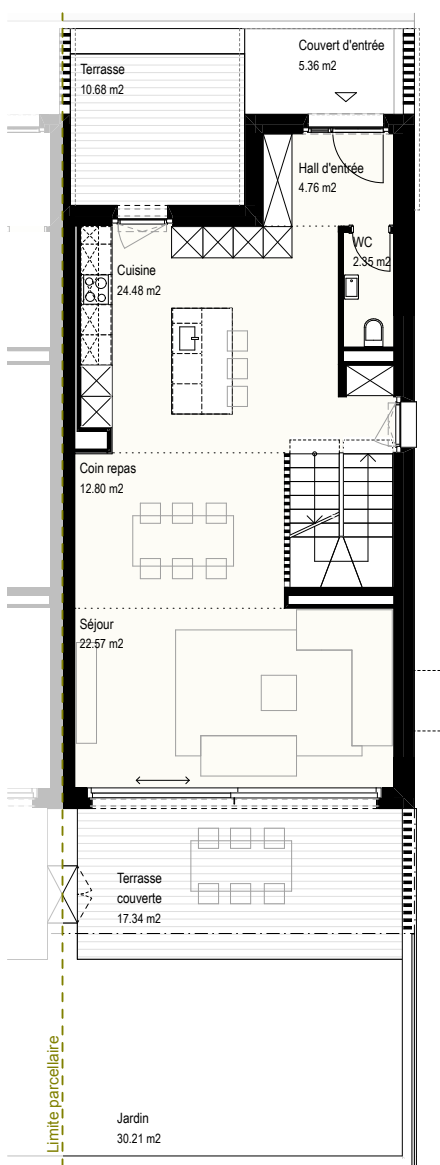 Couvert d'entrée
5.36 m2
Terrasse
10.68 m2
Hall d'entrée
4.76 m2
WC
2.35 m2
Cuisine
24.48 m2
Coin repas
12.80 m2
Séjour
22.57 m2
Terrasse
couverte
17.34 m2
Limite parcellaire
Jardin
30.21 m2